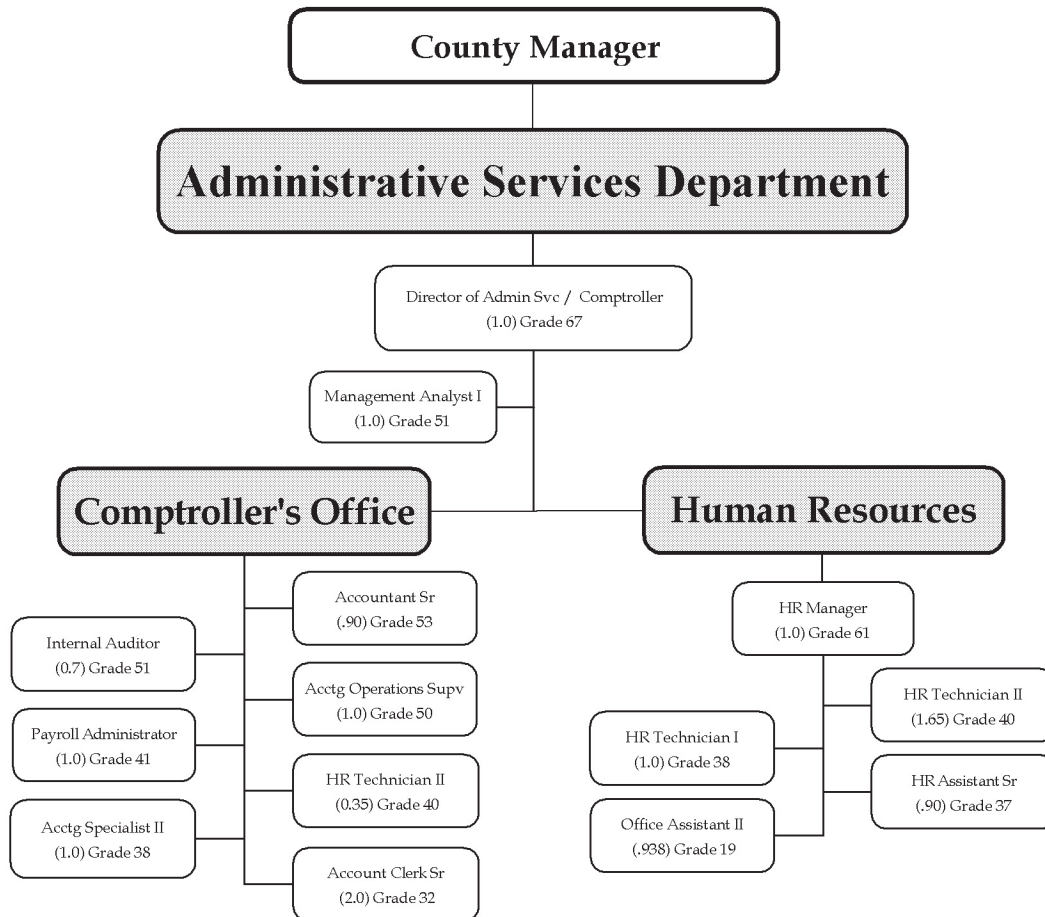 County Manager
Administrative Services Department
Director of Admin Svc / Comptroller
(1.0) Grade 67
Management Analyst I
(1.0) Grade 51
Comptroller's Office
Human Resources
Accountant Sr
(.90) Grade 53
Internal Auditor
(0.7) Grade 51
Acctg Operations Supv
(1.0) Grade 50
Payroll Administrator
(1.0) Grade 41
HR Technician II
(0.35) Grade 40
Acctg Specialist II
(1.0) Grade 38
Account Clerk Sr
(2.0) Grade 32
HR Manager
(1.0) Grade 61
HR Technician II
(1.65) Grade 40
HR Technician I
(1.0) Grade 38
HR Assistant Sr
(.90) Grade 37
Office Assistant II
(.938) Grade 19